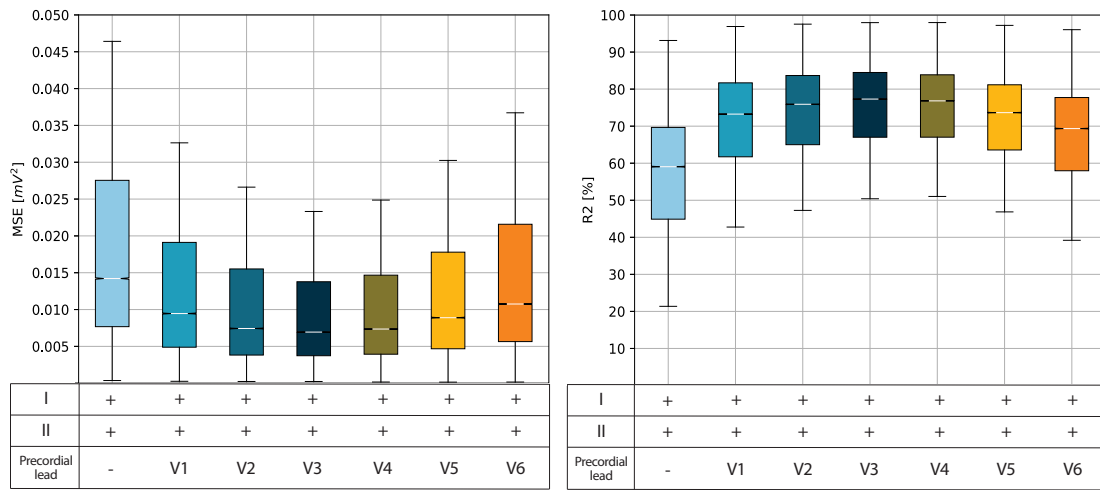 0.050
0.045
0.040
0.035
0.030
0.025
0.020
0.015
0.010
0.005
MSE [mV²]
I + + + + + + +
II + + + + + + +
Precordial
lead - V1 V2 V3 V4 V5 V6
100
90
80
70
60
50
40
30
20
10
R2 [%]
I + + + + + + +
II + + + + + + +
Precordial
lead - V1 V2 V3 V4 V5 V6